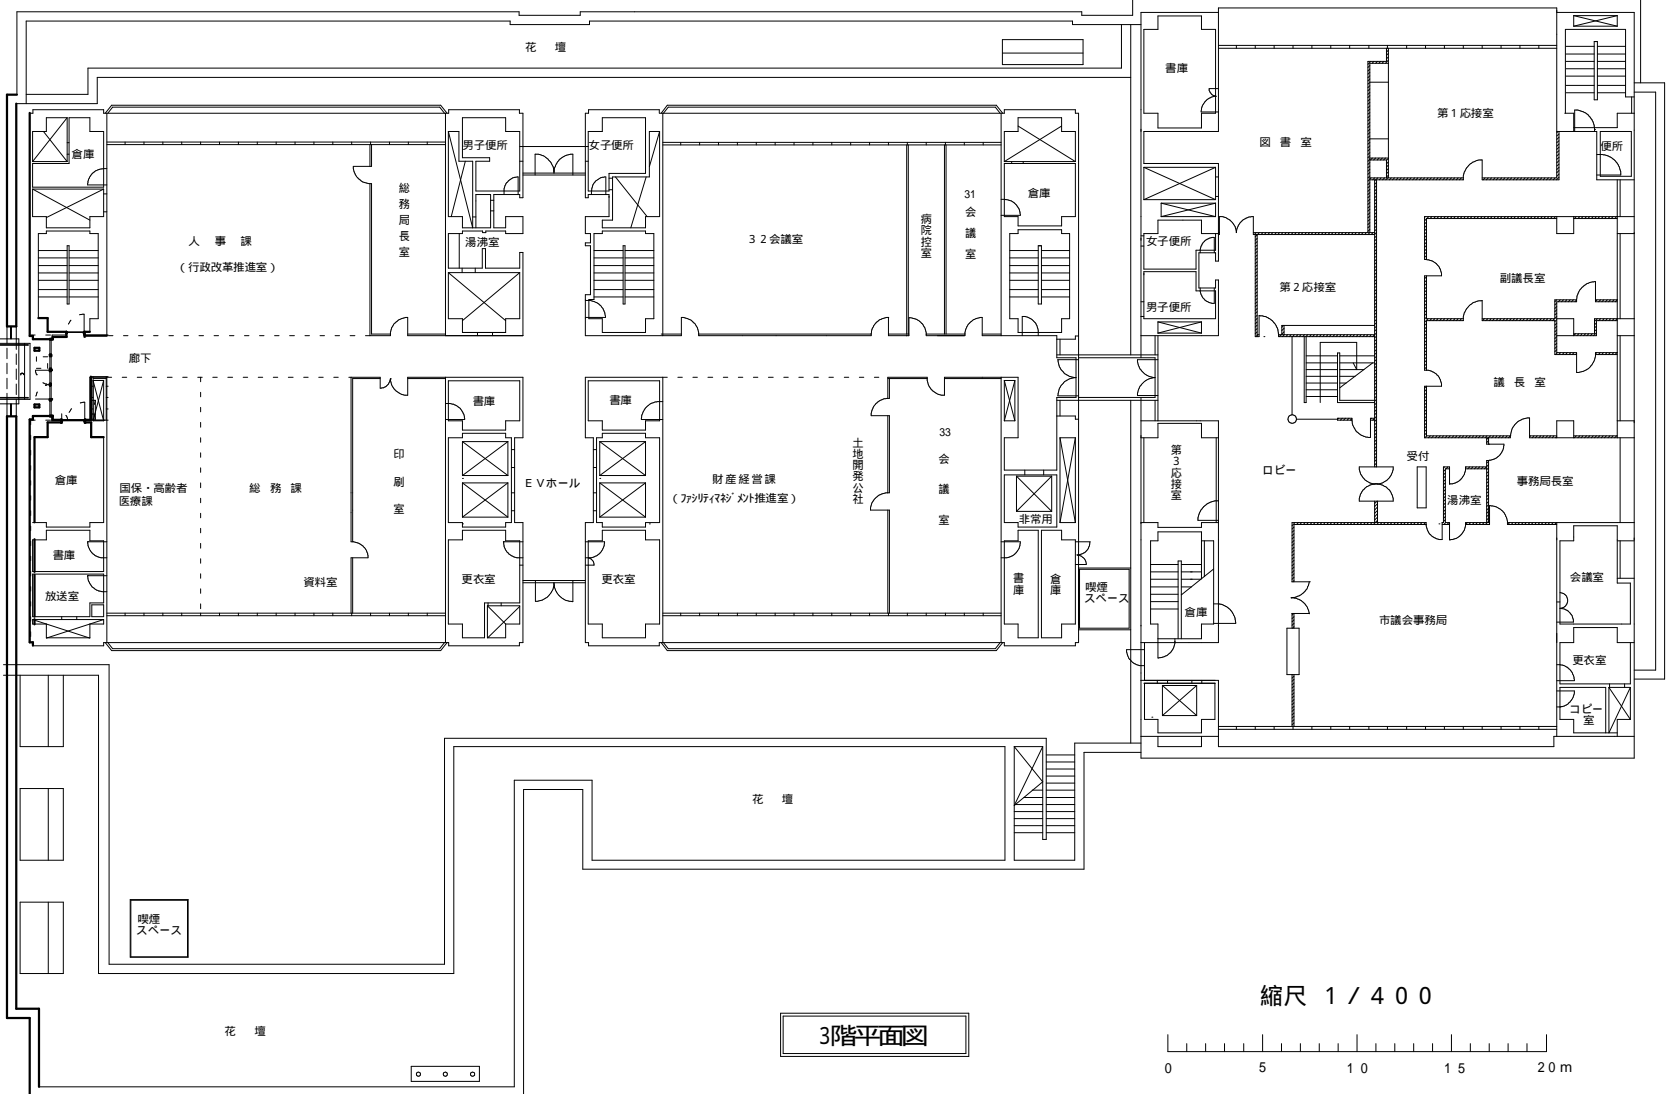 花 壇
書庫
第1応接室
図 書 室
便所
倉庫
男子便所
女子便所
総務局長室
倉庫
31会議室
病院控室
人 事 課
(行政改革推進室)
湯沸室
32会議室
女子便所
男子便所
第2応接室
副議長室
廊下
議 長 室
書庫
書庫
倉庫
国保・高齢者
医療課
総 務 課
印刷室
EVホール
財産経営課
(ファシリティマネジメント推進室)
土地開発公社
33会議室
非常用
第3応接室
ロビー
受付
湯沸室
事務局長室
書庫
放送室
資料室
更衣室
更衣室
書庫
倉庫
喫煙
スペース
倉庫
市議会事務局
会議室
更衣室
コピー
室
花 壇
喫煙
スペース
花 壇
3階平面図
縮尺 1/400
0 5 10 15 20m